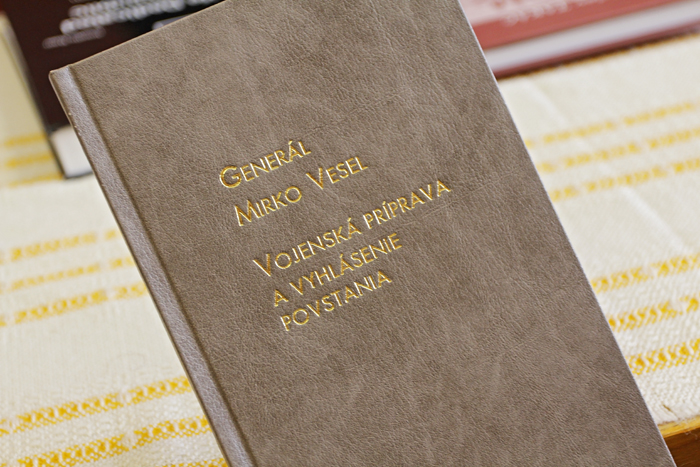 GENERÁL
MIRKO VESEL
VOJENSKÁ PRÍPRAVA
A VYHLÁSENIE
POVSTANIA